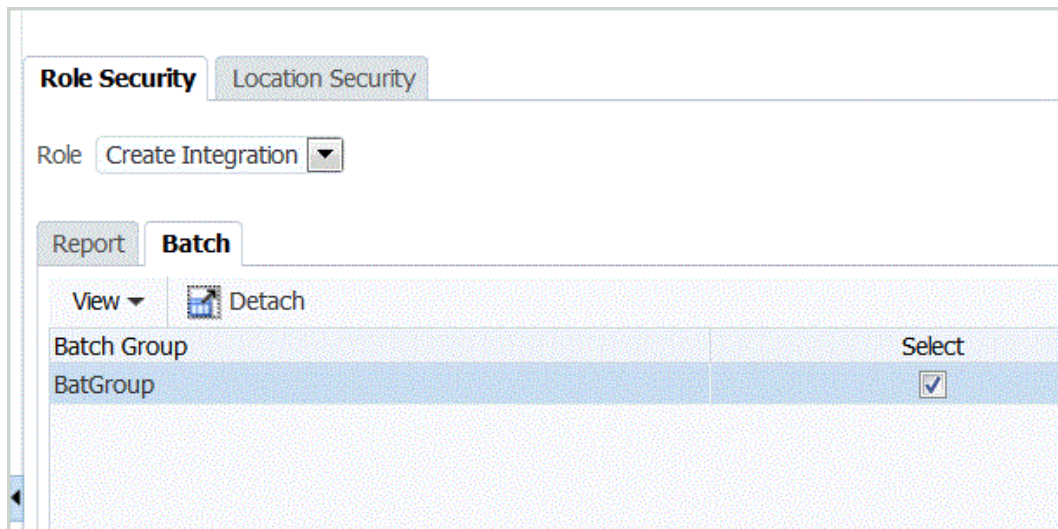 Role Security Location Security
Role Create Integration
Report Batch
View Detach
Batch Group Select
BatGroup